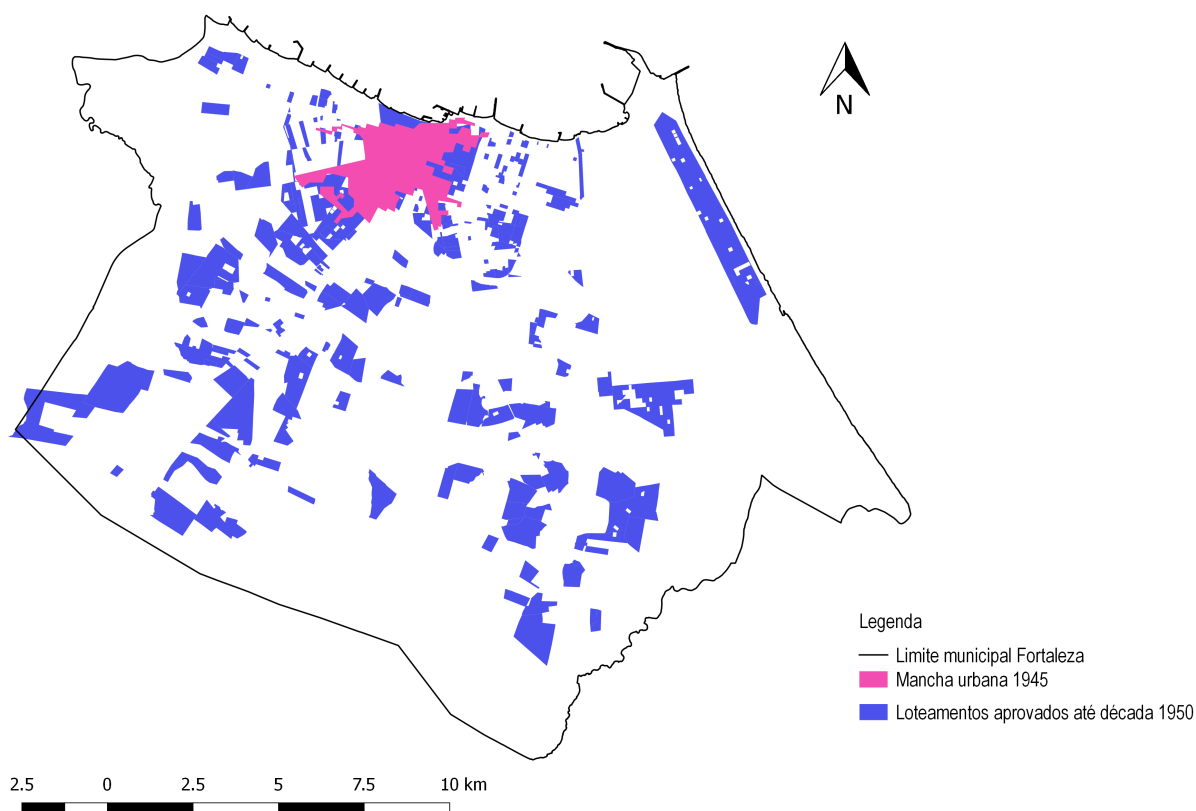 N
Legenda
Limite municipal Fortaleza
Mancha urbana 1945
Loteamentos aprovados até década 1950
2.5 0 2.5 5 7.5 10 km